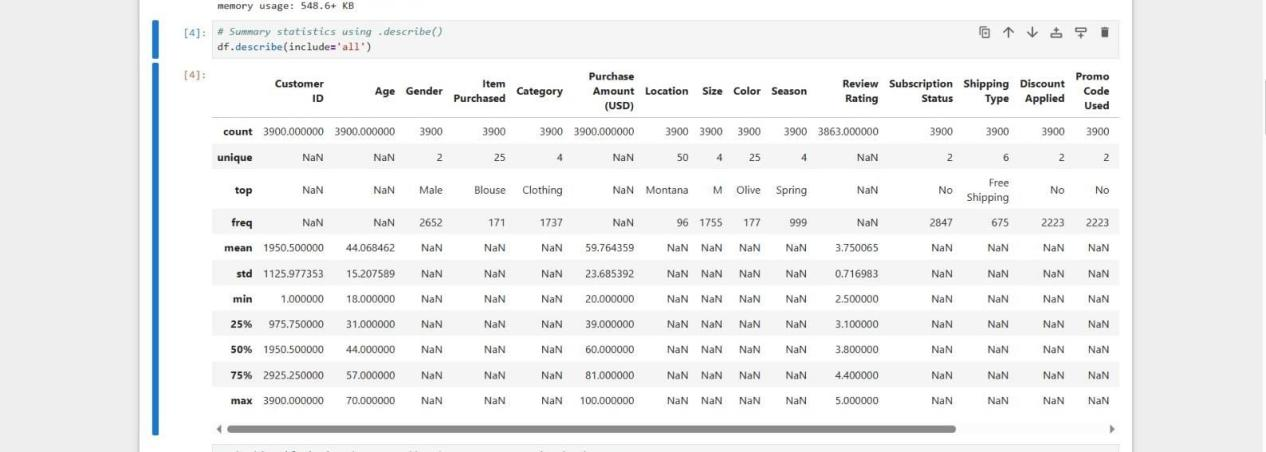 memory usage: 548.6+ KB
[4]: # Summary statistics using .describe()
df.describe(include='all')
[4]:
Customer ID Age Gender Item Purchased Category Purchase Amount (USD) Location Size Color Season Review Rating Subscription Status Shipping Type Discount Applied Promo Code Used
count 3900.000000 3900.000000 3900 3900 3900 3900.000000 3900 3900 3900 3900 3863.000000 3900 3900 3900 3900
unique NaN NaN 2 25 4 NaN 50 4 25 4 NaN 2 6 2 2
top NaN NaN Male Blouse Clothing NaN Montana M Olive Spring NaN No Free Shipping No No
freq NaN NaN 2652 171 1737 NaN 96 1755 177 999 NaN 2847 675 2223 2223
mean 1950.500000 44.068462 NaN NaN NaN 59.764359 NaN NaN NaN NaN 3.750065 NaN NaN NaN NaN
std 1125.977353 15.207589 NaN NaN NaN 23.685392 NaN NaN NaN NaN 0.716983 NaN NaN NaN NaN
min 1.000000 18.000000 NaN NaN NaN 20.000000 NaN NaN NaN NaN 2.500000 NaN NaN NaN NaN
25% 975.750000 31.000000 NaN NaN NaN 39.000000 NaN NaN NaN NaN 3.100000 NaN NaN NaN NaN
50% 1950.500000 44.000000 NaN NaN NaN 60.000000 NaN NaN NaN NaN 3.800000 NaN NaN NaN NaN
75% 2925.250000 57.000000 NaN NaN NaN 81.000000 NaN NaN NaN NaN 4.400000 NaN NaN NaN NaN
max 3900.000000 70.000000 NaN NaN NaN 100.000000 NaN NaN NaN NaN 5.000000 NaN NaN NaN NaN